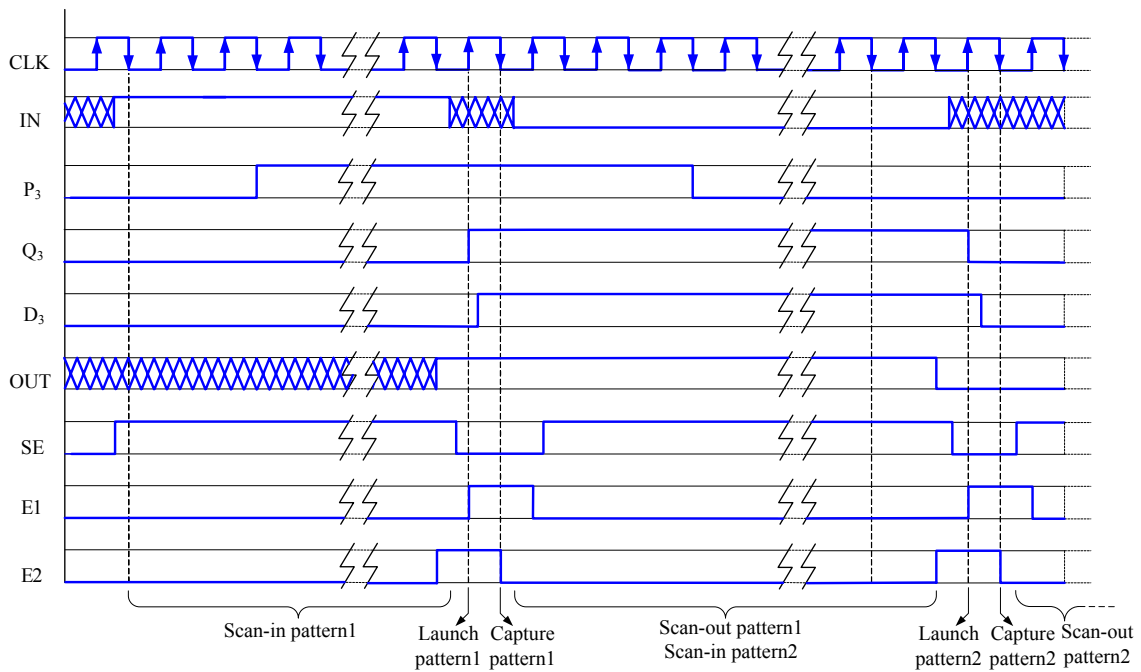 CLK
IN
P3
Q3
D3
OUT
SE
E1
E2
Scan-in pattern1
Launch
pattern1
Capture
pattern1
Scan-out pattern1
Scan-in pattern2
Launch
pattern2
Capture
pattern2
Scan-out
pattern2